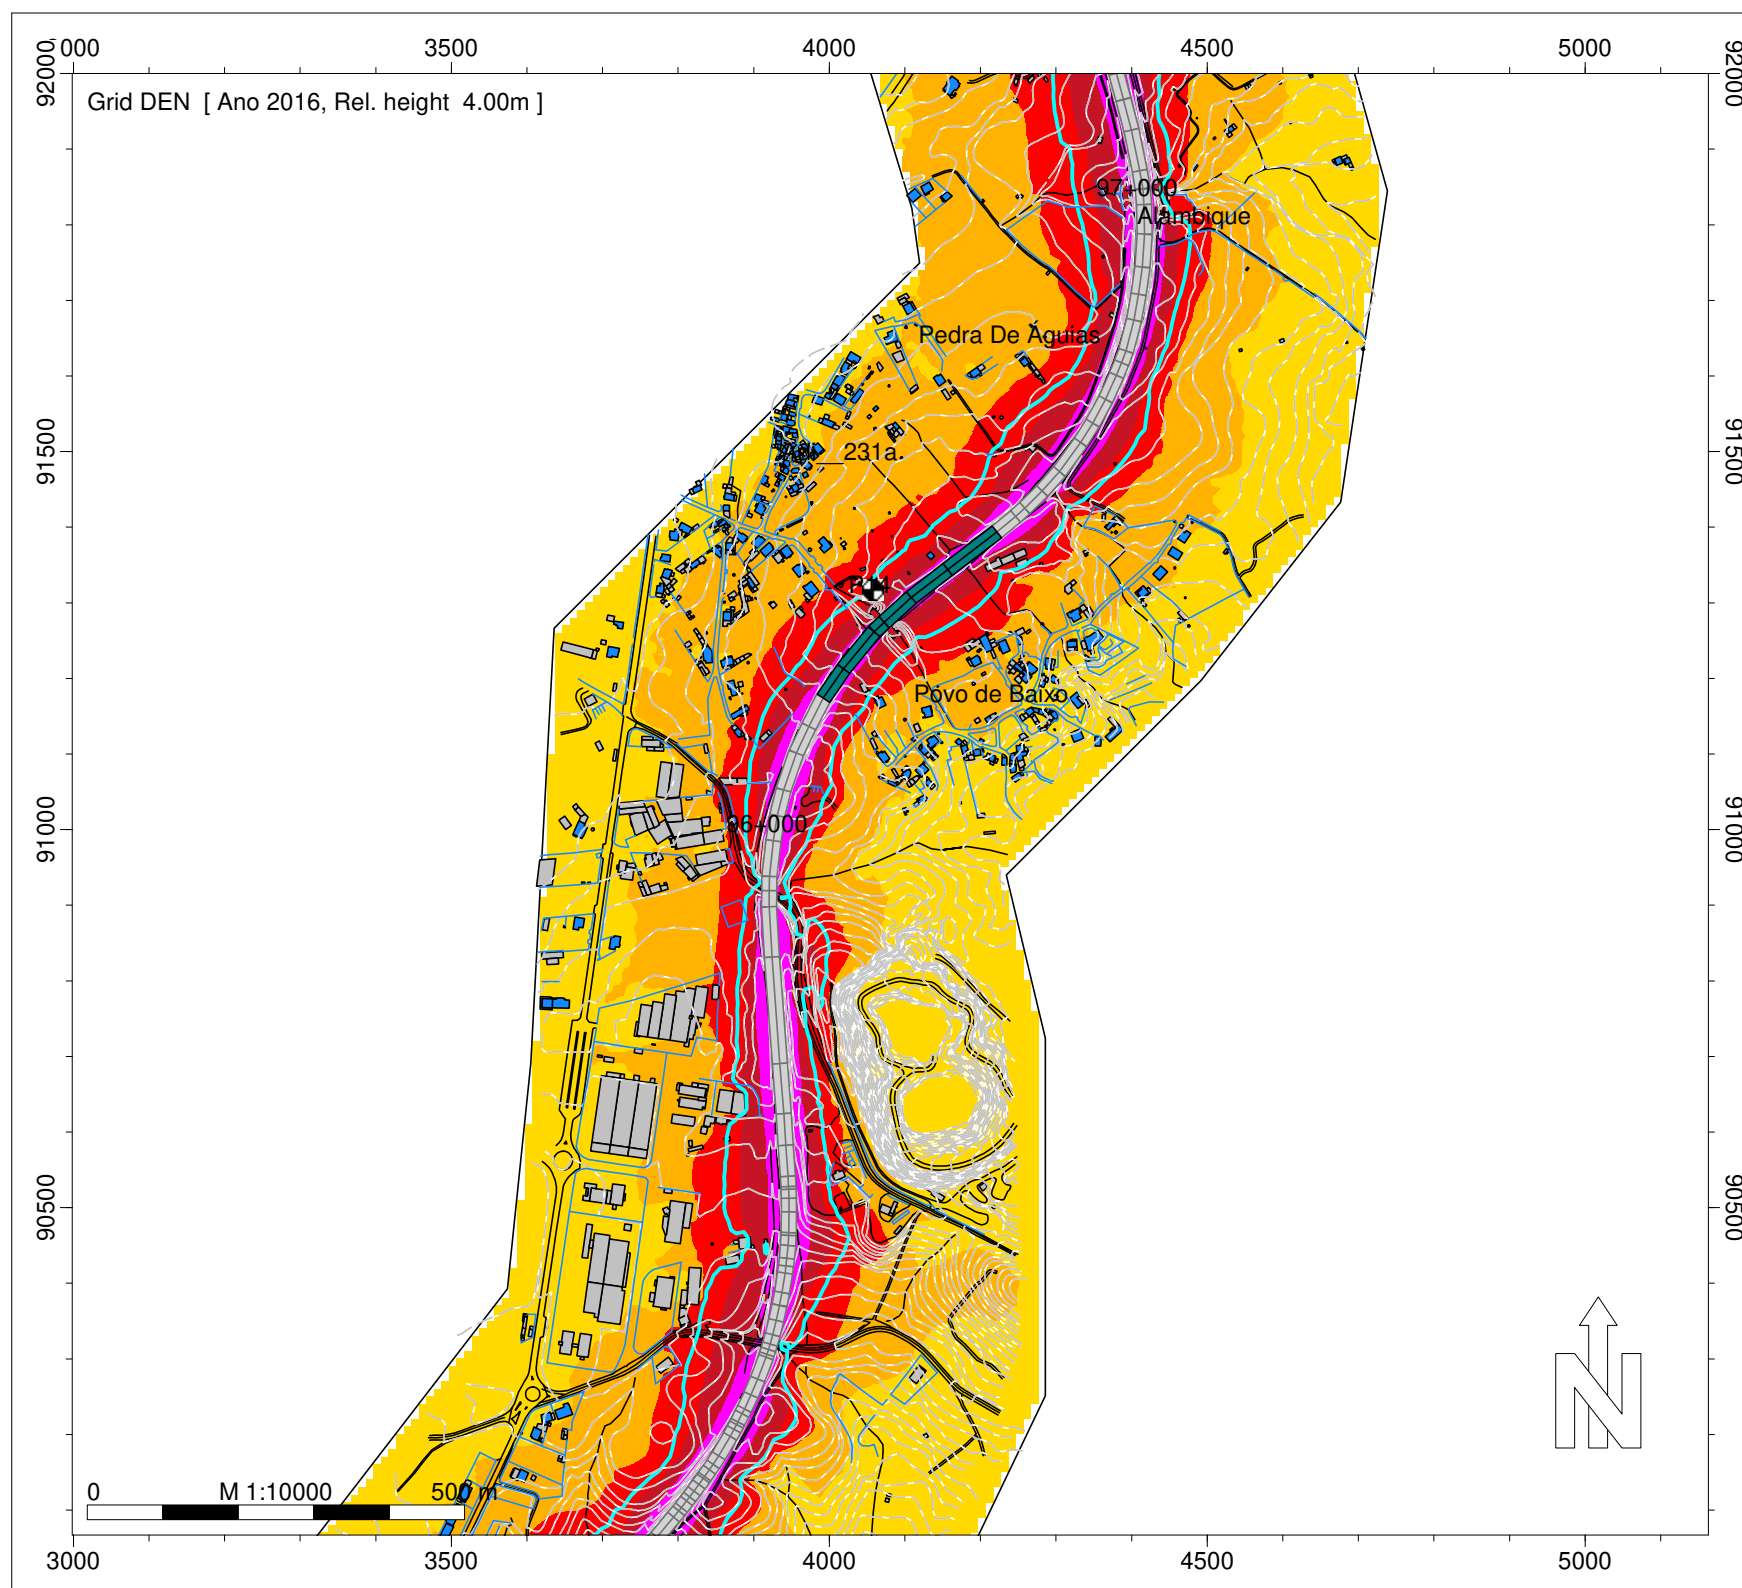 3000 3500 4000 4500 5000
92000 92000
Grid DEN [ Ano 2016, Rel. height 4.00m ]
97+000
Alambique
Pedra De Águias
91500 231a 91500
Póvo de Baixo
91000 96+000 91000
90500 90500
0 M 1:10000 500 m
N
3000 3500 4000 4500 5000